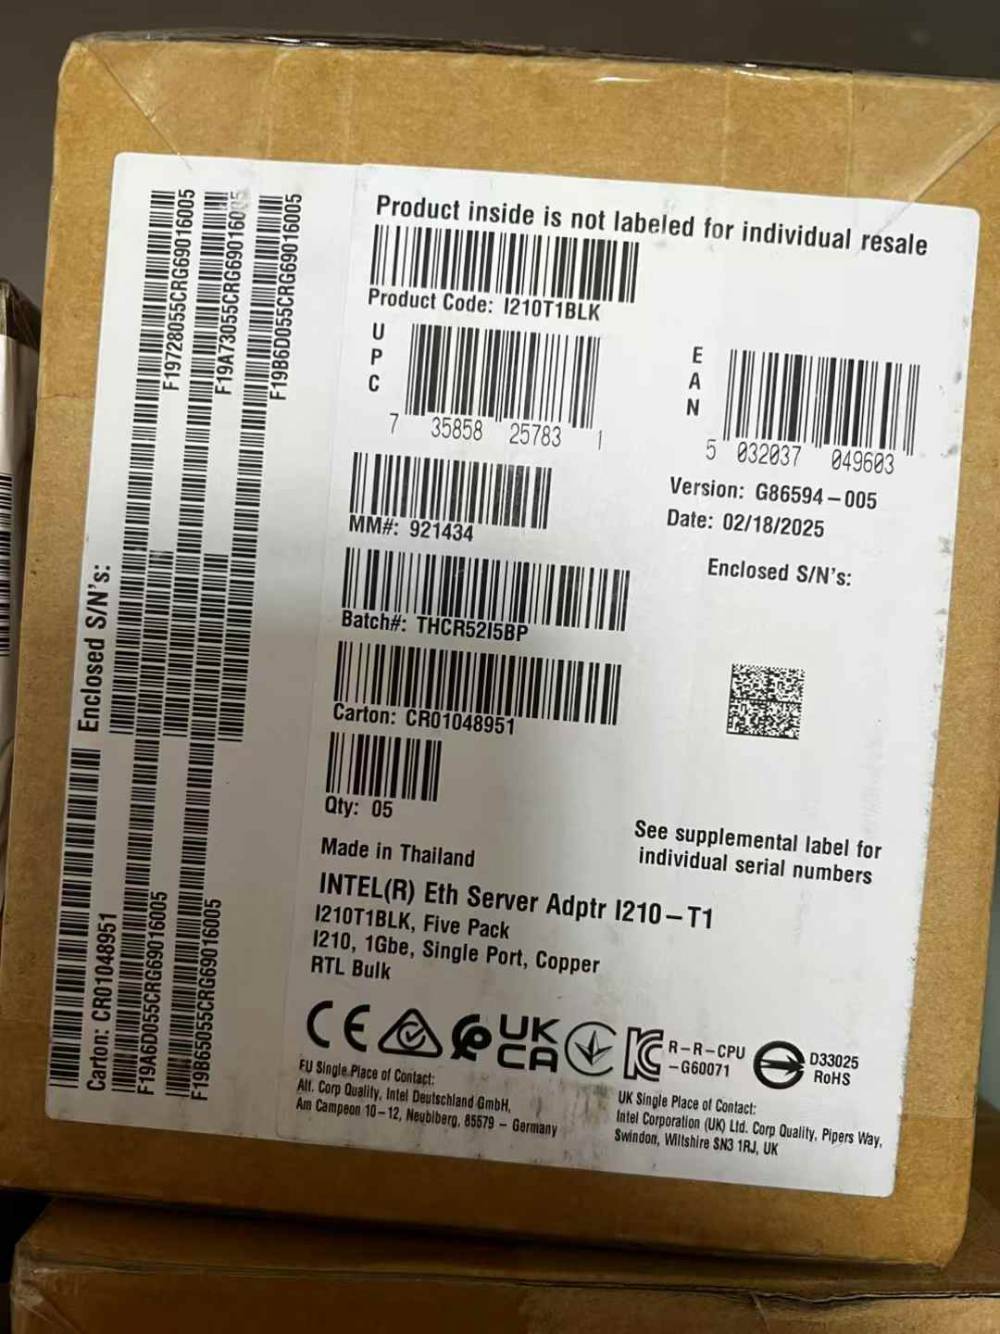 Product inside is not labeled for individual resale
Product Code: I210T1BLK
UPC
7 35858 25783 1
EAN
5 032037 049603
MM#: 921434
Version: G86594-005
Date: 02/18/2025
Batch#: THCR52I5BP
Enclosed S/N's:
Carton: CR01048951
Qty: 05
See supplemental label for
individual serial numbers
Made in Thailand
INTEL(R) Eth Server Adptr I210-T1
I210T1BLK, Five Pack
I210, 1Gbe, Single Port, Copper
RTL Bulk
CE
UK
CA
R-R-CPU
-G60071
D33025
RoHS
EU Single Place of Contact:
Att. Corp Quality, Intel Deutschland GmbH,
Am Campeon 10-12, Neubiberg, 85579 - Germany
UK Single Place of Contact:
Intel Corporation (UK) Ltd. Corp Quality, Pipers Way,
Swindon, Wiltshire SN3 1RJ, UK
Carton: CR01048951
Enclosed S/N's:
F19A6D055CRG69016005
F19728055CRG69016005
F19B65055CRG69016005
F19A73055CRG69016005
F19B6D055CRG69016005